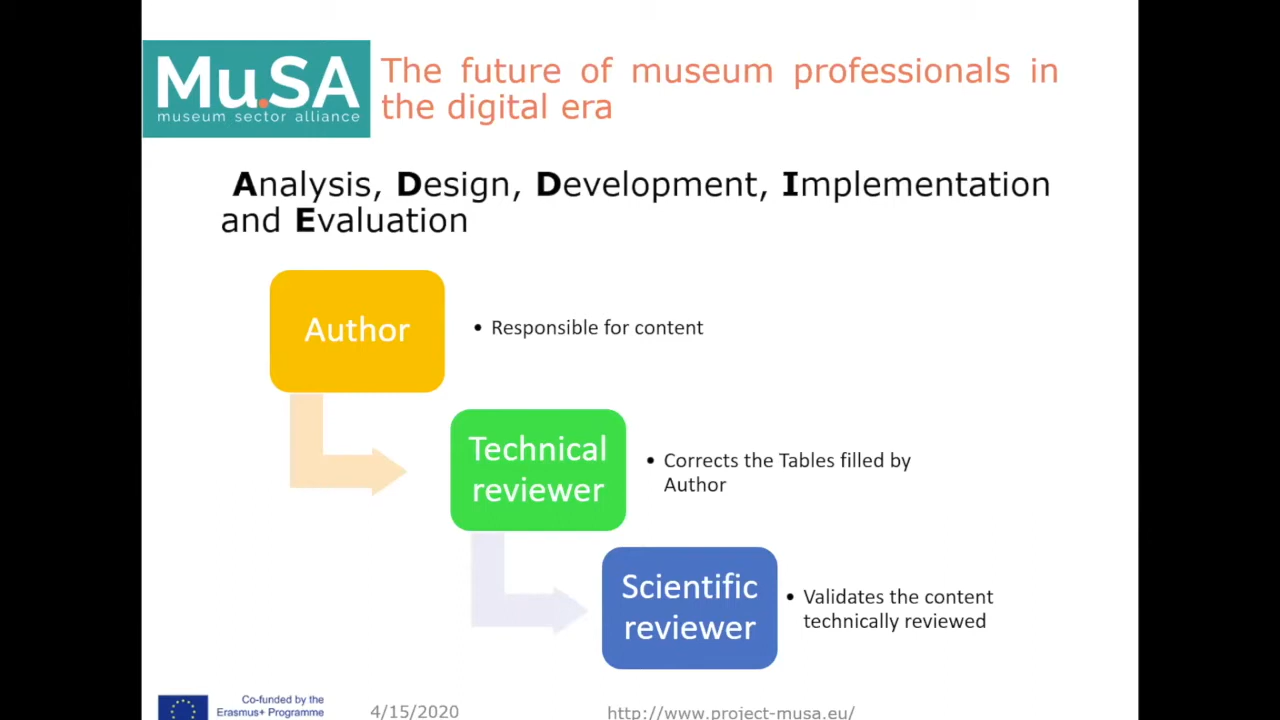 Mu.SA
museum sector alliance
The future of museum professionals in
the digital era
Analysis, Design, Development, Implementation
and Evaluation
Author
• Responsible for content
Technical
reviewer
• Corrects the Tables filled by
Author
Scientific
reviewer
• Validates the content
technically reviewed
Co-funded by the
Erasmus+ Programme
4/15/2020
http://www.project-musa.eu/